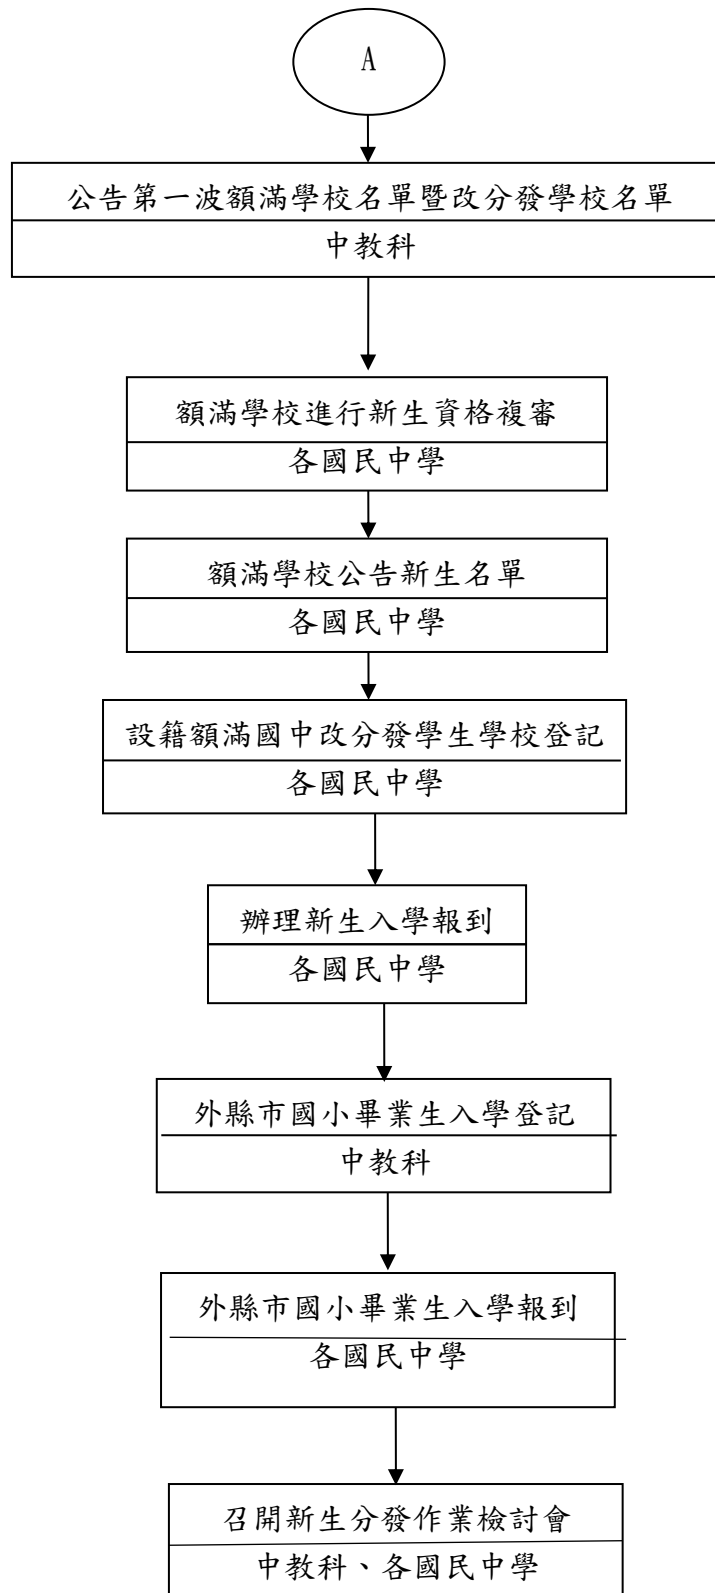 A
公告第一波額滿學校名單暨改分發學校名單
中教科
額滿學校進行新生資格複審
各國民中學
額滿學校公告新生名單
各國民中學
設籍額滿國中改分發學生學校登記
各國民中學
辦理新生入學報到
各國民中學
外縣市國小畢業生入學登記
中教科
外縣市國小畢業生入學報到
各國民中學
召開新生分發作業檢討會
中教科、各國民中學